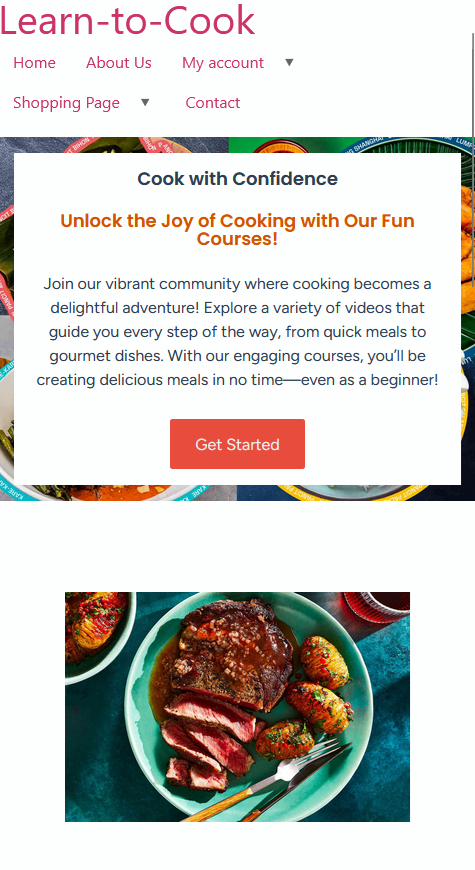 Learn-to-Cook
Home About Us My account ▼
Shopping Page ▼ Contact
Cook with Confidence
Unlock the Joy of Cooking with Our Fun
Courses!
Join our vibrant community where cooking becomes a
delightful adventure! Explore a variety of videos that
guide you every step of the way, from quick meals to
gourmet dishes. With our engaging courses, you’ll be
creating delicious meals in no time—even as a beginner!
Get Started